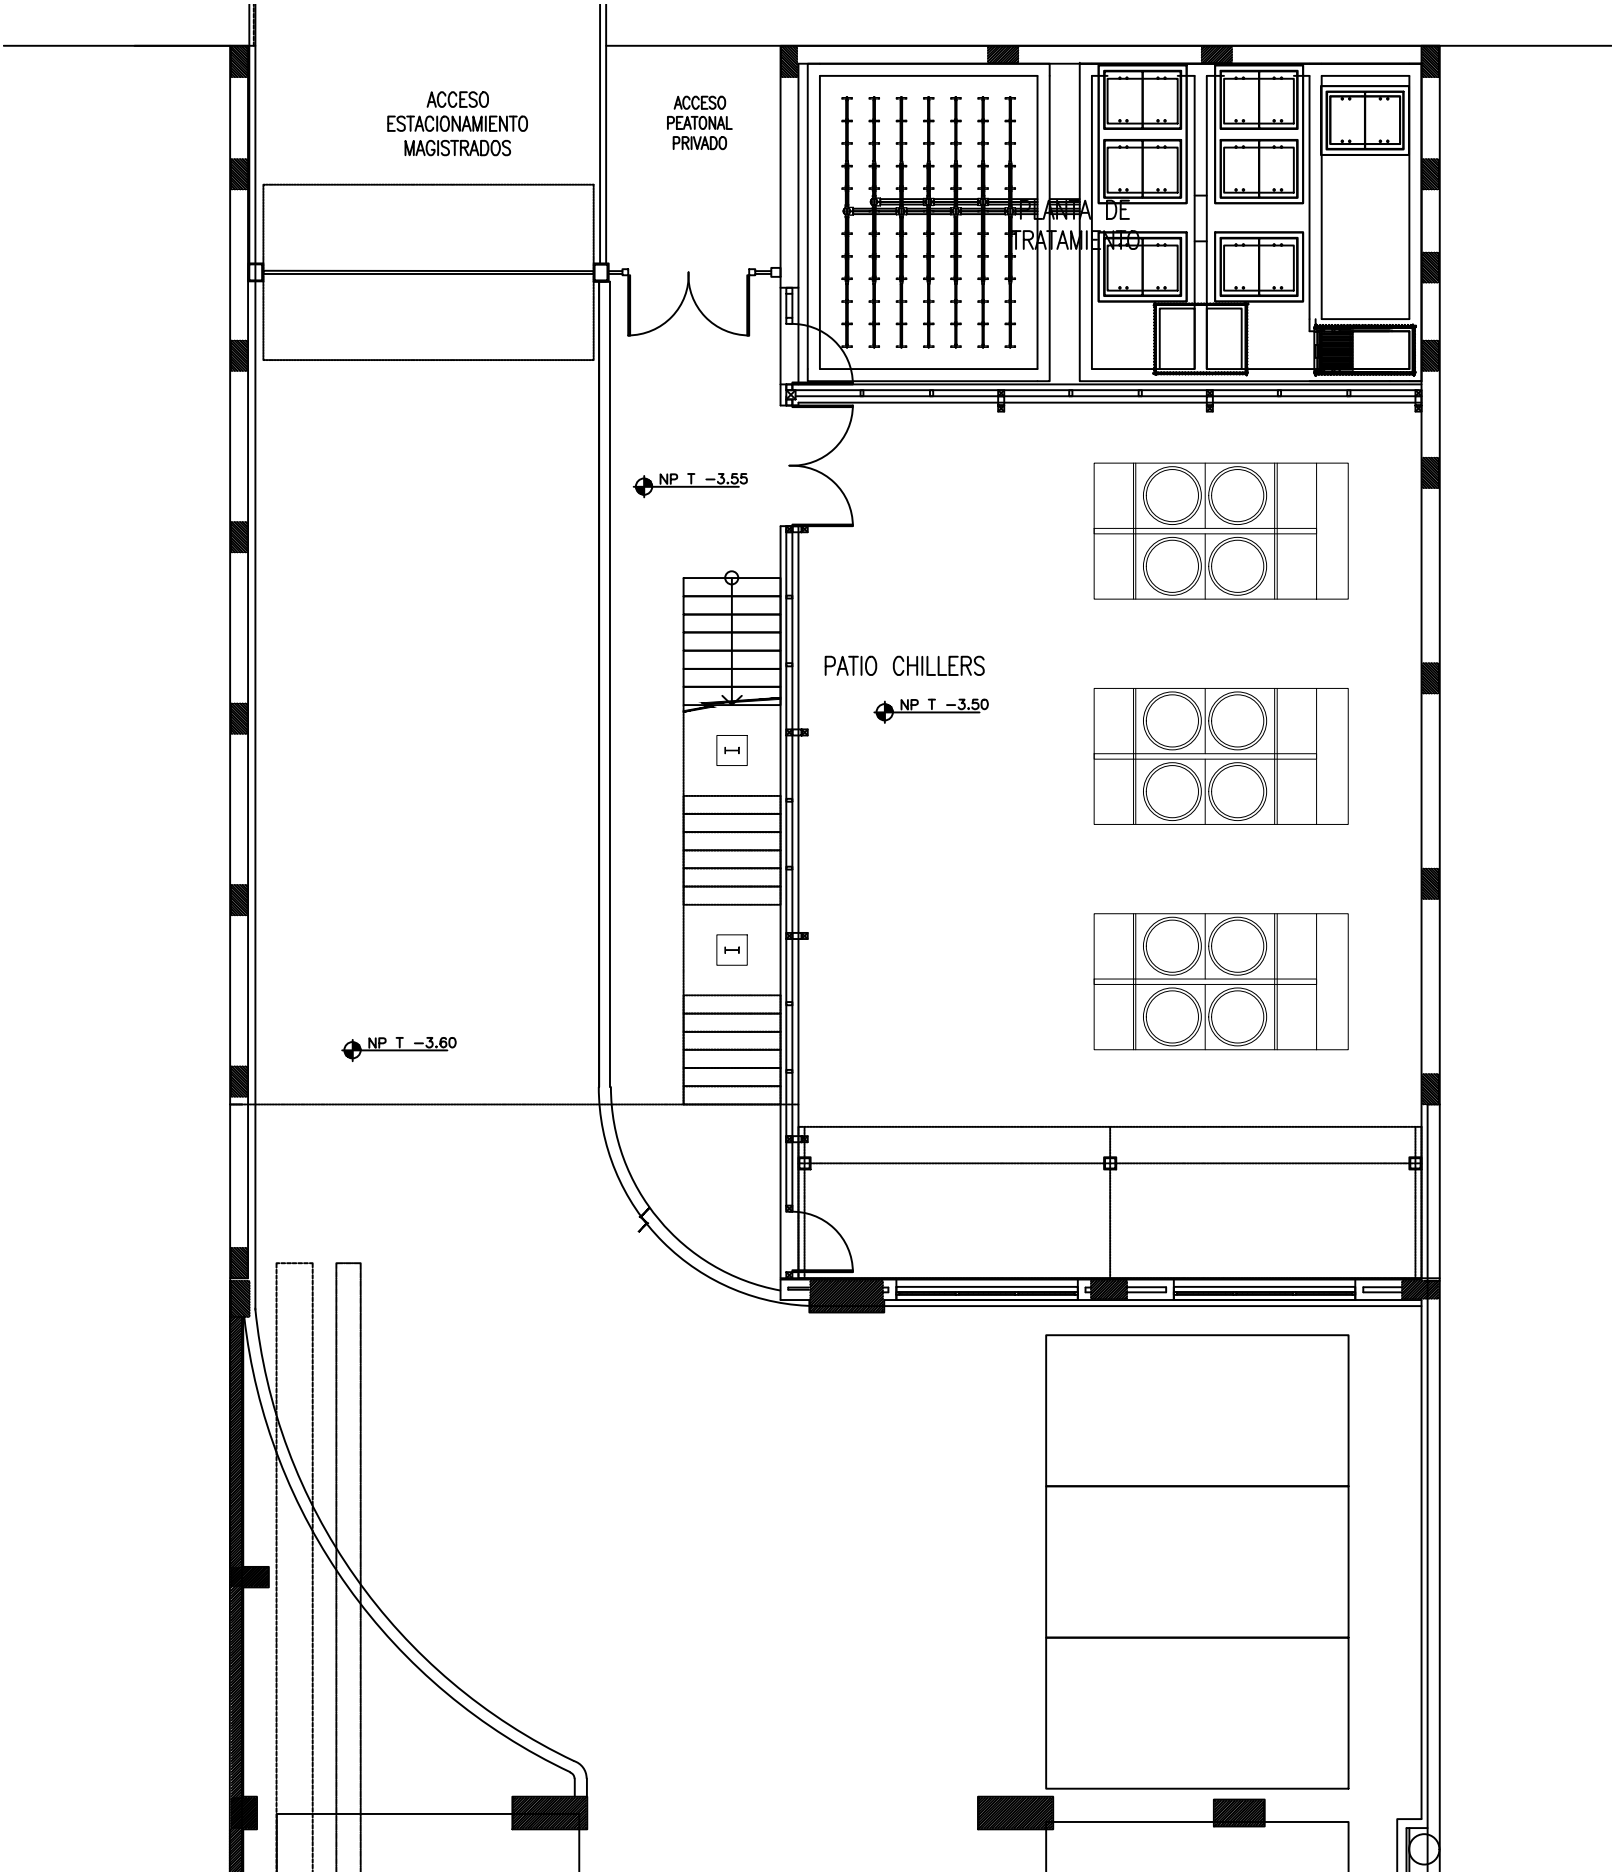 ACCESO
ESTACIONAMIENTO
MAGISTRADOS
ACCESO
PEATONAL
PRIVADO
PLANTA DE
TRATAMIENTO
NP T -3.55
PATIO CHILLERS
NP T -3.50
I
I
NP T -3.60